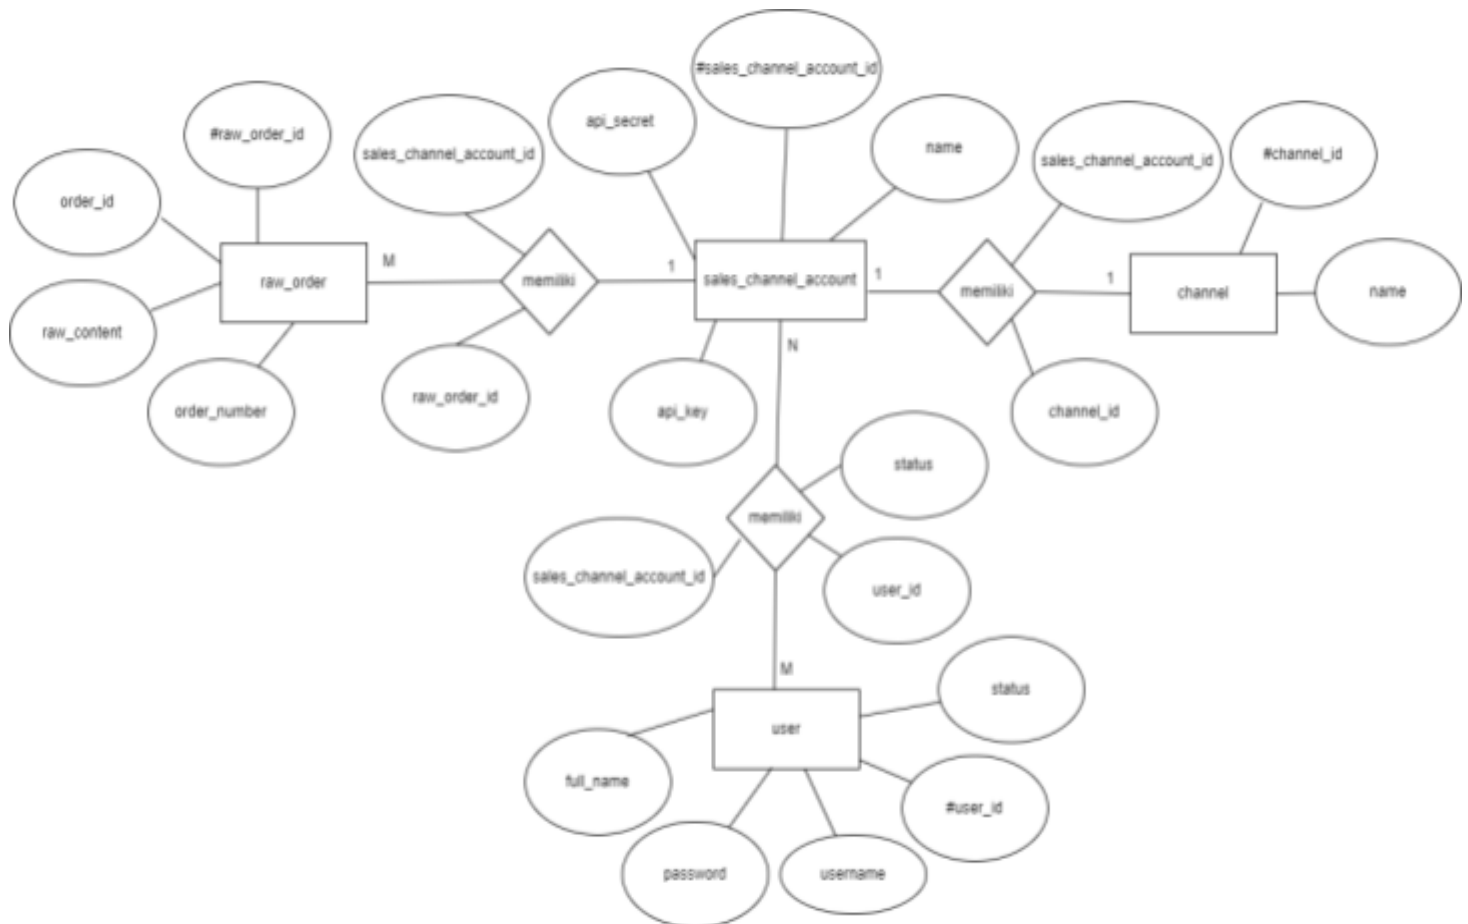 #sales_channel_account_id
api_secret
#raw_order_id
sales_channel_account_id
name
sales_channel_account_id
#channel_id
order_id
raw_order
M
memiliki
1
sales_channel_account
1
memiliki
1
channel
name
raw_content
order_number
raw_order_id
api_key
N
channel_id
status
memiliki
sales_channel_account_id
user_id
M
user
status
full_name
#user_id
password
username